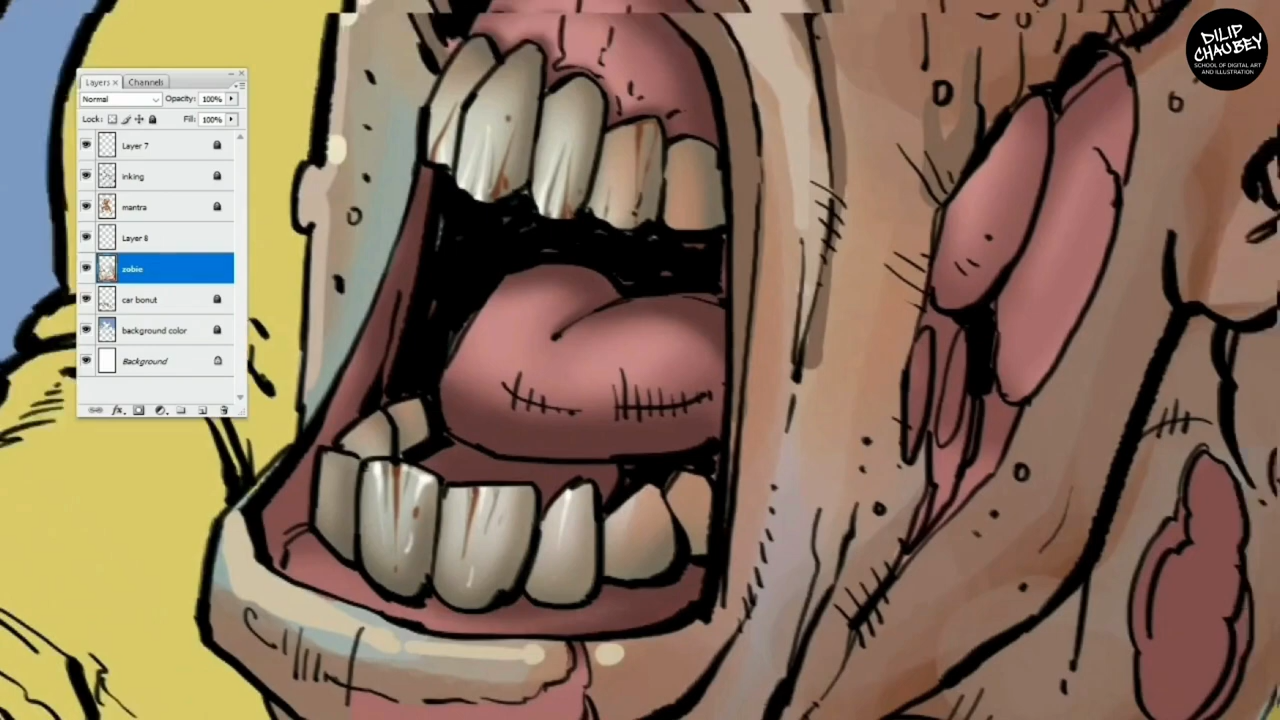 DILIP
CHAUBEY
SCHOOL OF DIGITAL ART
AND ILLUSTRATION
Layers × Channels
Normal Opacity: 100%
Lock: Fill: 100%
Layer 7
inking
mantra
Layer 8
zobie
car bonut
background color
Background
fx